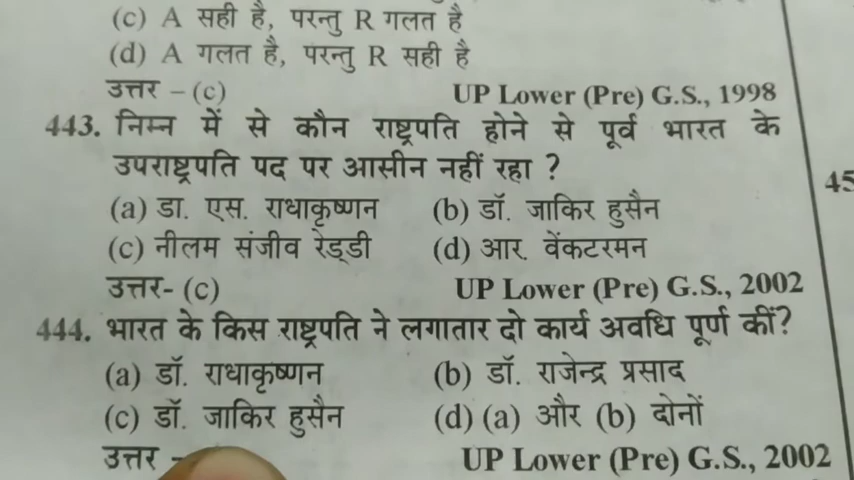 (c) A सही है, परन्तु R गलत है
(d) A गलत है, परन्तु R सही है
उत्तर – (c) UP Lower (Pre) G.S., 1998
443. निम्न में से कौन राष्ट्रपति होने से पूर्व भारत के
उपराष्ट्रपति पद पर आसीन नहीं रहा ?
(a) डा. एस. राधाकृष्णन (b) डॉ. जाकिर हुसैन
(c) नीलम संजीव रेड्डी (d) आर. वेंकटरमन
उत्तर- (c) UP Lower (Pre) G.S., 2002
444. भारत के किस राष्ट्रपति ने लगातार दो कार्य अवधि पूर्ण कीं?
(a) डॉ. राधाकृष्णन (b) डॉ. राजेन्द्र प्रसाद
(c) डॉ. जाकिर हुसैन (d) (a) और (b) दोनों
उत्तर - UP Lower (Pre) G.S., 2002
45